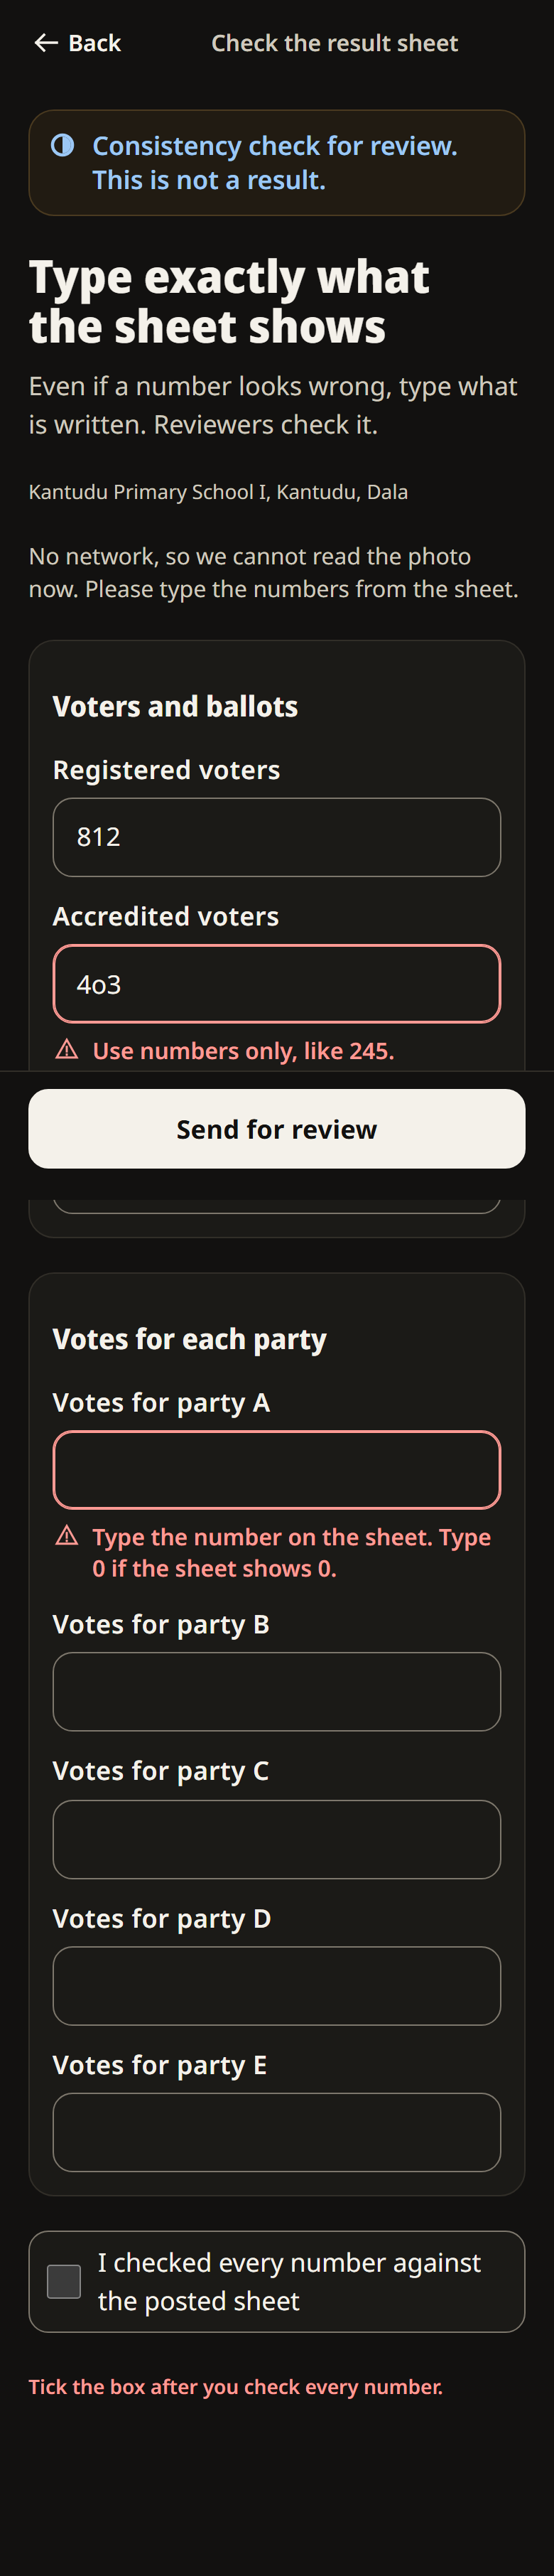 Back
Check the result sheet
Consistency check for review.
This is not a result.
Type exactly what
the sheet shows
Even if a number looks wrong, type what
is written. Reviewers check it.
Kantudu Primary School I, Kantudu, Dala
No network, so we cannot read the photo
now. Please type the numbers from the sheet.
Voters and ballots
Registered voters
812
Accredited voters
4o3
Use numbers only, like 245.
Send for review
Votes for each party
Votes for party A
Type the number on the sheet. Type
0 if the sheet shows 0.
Votes for party B
Votes for party C
Votes for party D
Votes for party E
I checked every number against
the posted sheet
Tick the box after you check every number.